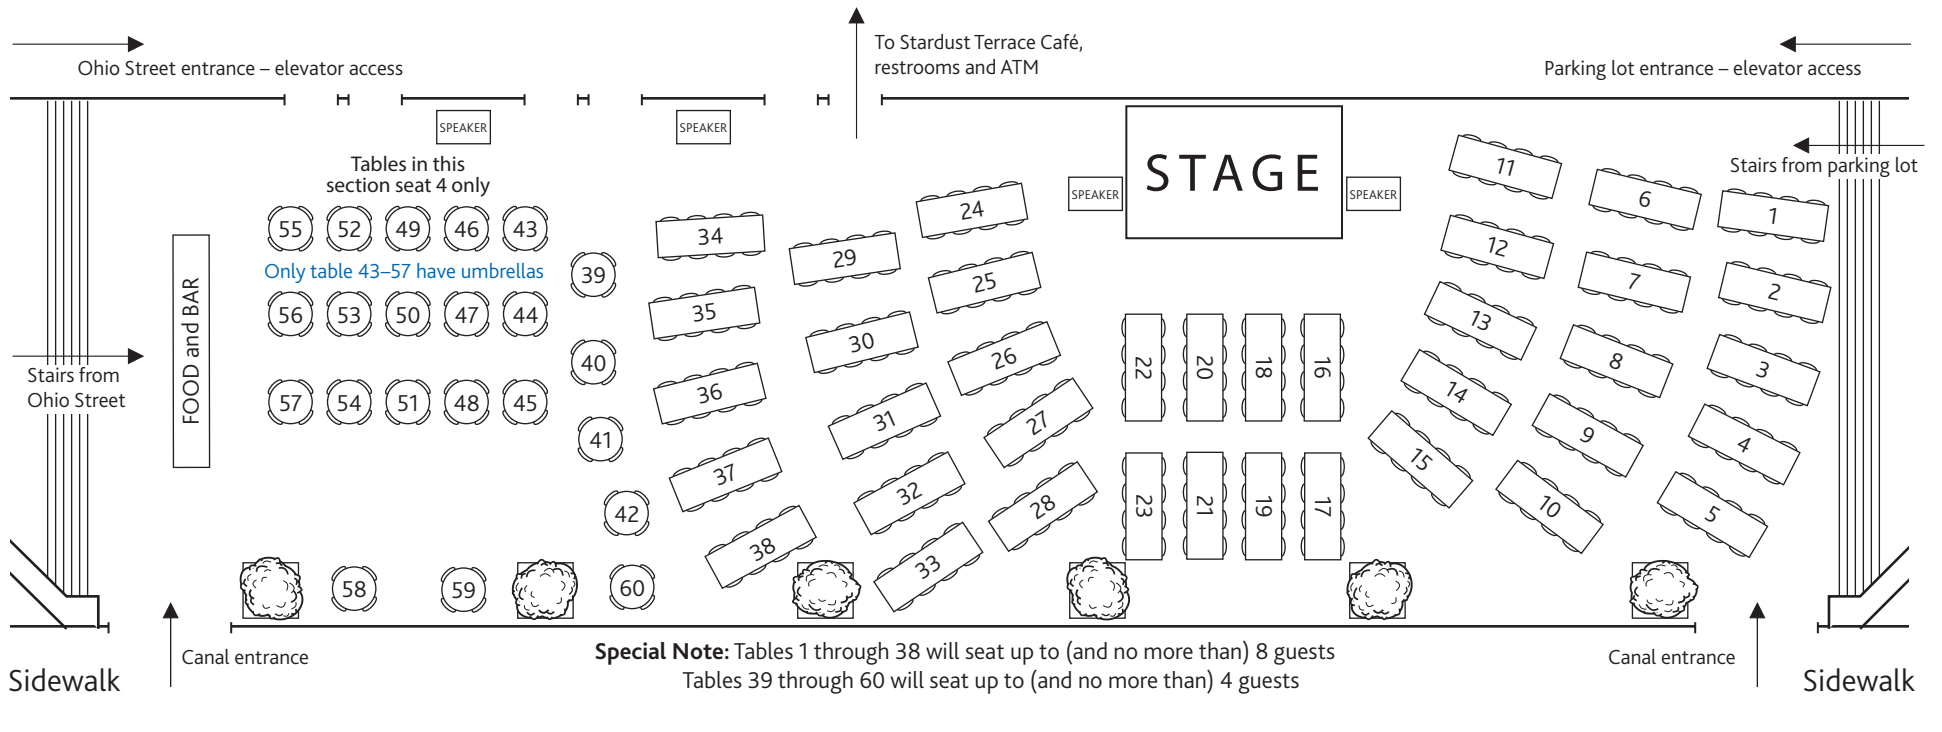 Ohio Street entrance – elevator access
To Stardust Terrace Café,
restrooms and ATM
Parking lot entrance – elevator access
SPEAKER
SPEAKER
STAGE
SPEAKER
SPEAKER
Stairs from parking lot
Tables in this
section seat 4 only
55 52 49 46 43
Only table 43–57 have umbrellas
56 53 50 47 44
57 54 51 48 45
FOOD and BAR
Stairs from
Ohio Street
39
40
41
42
58 59 60
34
35
36
37
38
29
30
31
32
33
24
25
26
27
28
22 20 18 16
23 21 19 17
11
12
13
14
15
6
7
8
9
10
1
2
3
4
5
Canal entrance
Sidewalk
Special Note: Tables 1 through 38 will seat up to (and no more than) 8 guests
Tables 39 through 60 will seat up to (and no more than) 4 guests
Canal entrance
Sidewalk